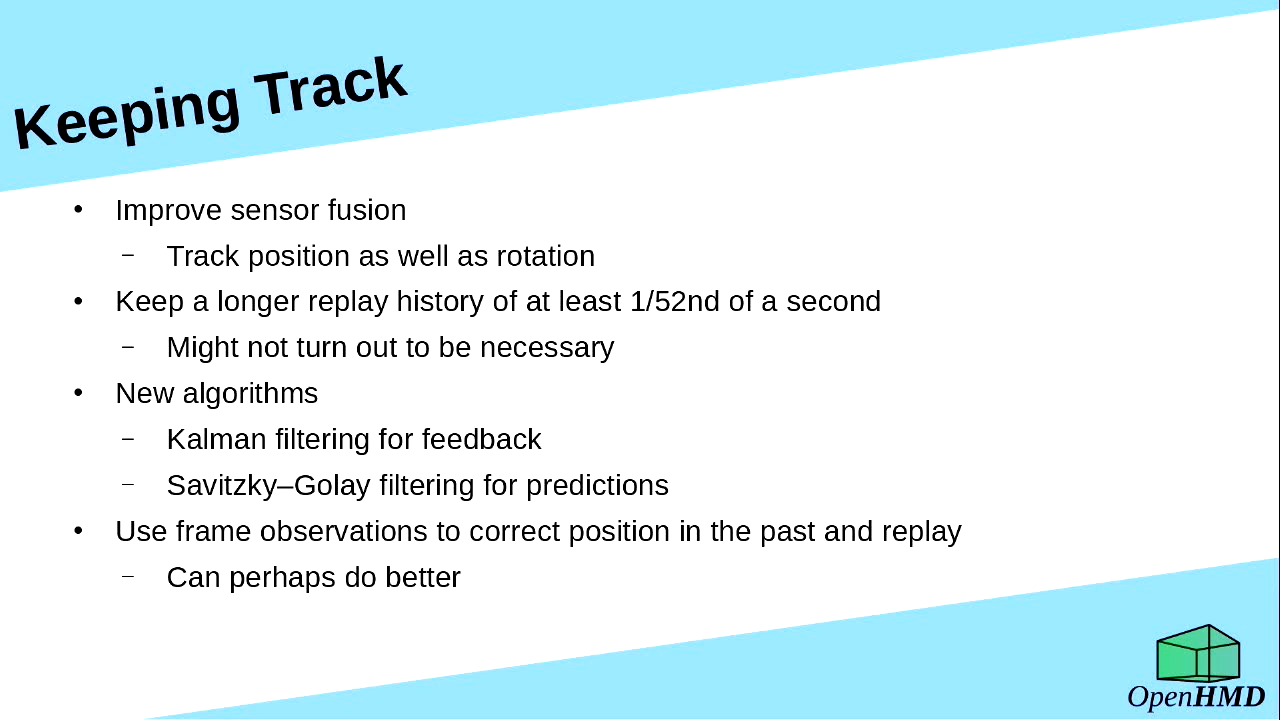 Keeping Track
• Improve sensor fusion
– Track position as well as rotation
• Keep a longer replay history of at least 1/52nd of a second
– Might not turn out to be necessary
• New algorithms
– Kalman filtering for feedback
– Savitzky–Golay filtering for predictions
• Use frame observations to correct position in the past and replay
– Can perhaps do better
OpenHMD